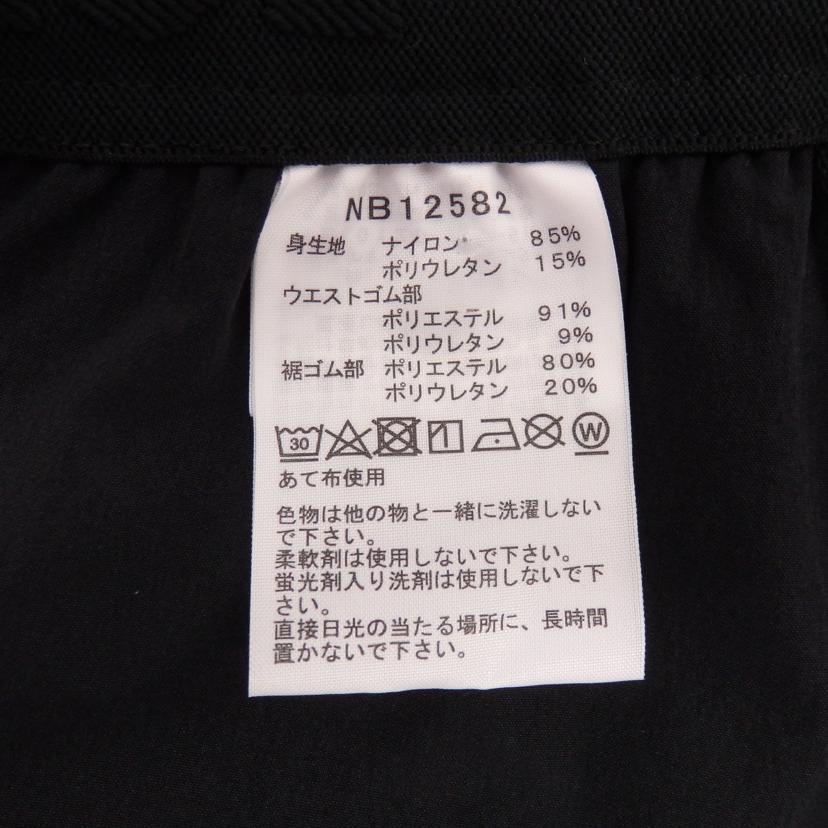 NB12582
身生地 ナイロン 85%
ポリウレタン 15%
ウエストゴム部
ポリエステル 91%
ポリウレタン 9%
裾ゴム部 ポリエステル 80%
ポリウレタン 20%
30 W
あて布使用
色物は他の物と一緒に洗濯しない
で下さい。
柔軟剤は使用しないで下さい。
蛍光剤入り洗剤は使用しないで下
さい。
直接日光の当たる場所に、長時間
置かないで下さい。